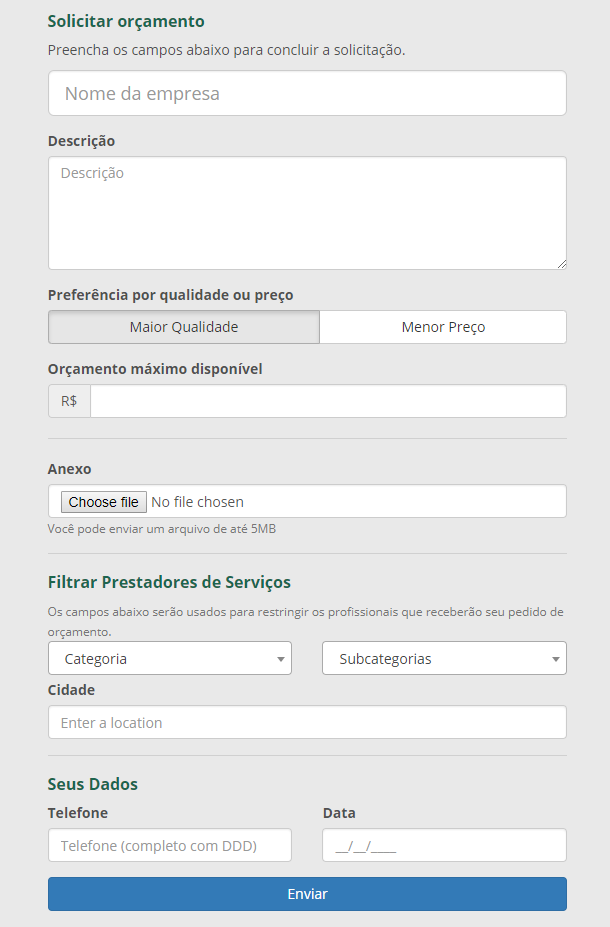 Solicitar orçamento
Preencha os campos abaixo para concluir a solicitação.
Nome da empresa
Descrição
Descrição
Preferência por qualidade ou preço
Maior Qualidade Menor Preço
Orçamento máximo disponível
R$
Anexo
Choose file No file chosen
Você pode enviar um arquivo de até 5MB
Filtrar Prestadores de Serviços
Os campos abaixo serão usados para restringir os profissionais que receberão seu pedido de
orçamento.
Categoria Subcategorias
Cidade
Enter a location
Seus Dados
Telefone Data
Telefone (completo com DDD) __/__/____
Enviar